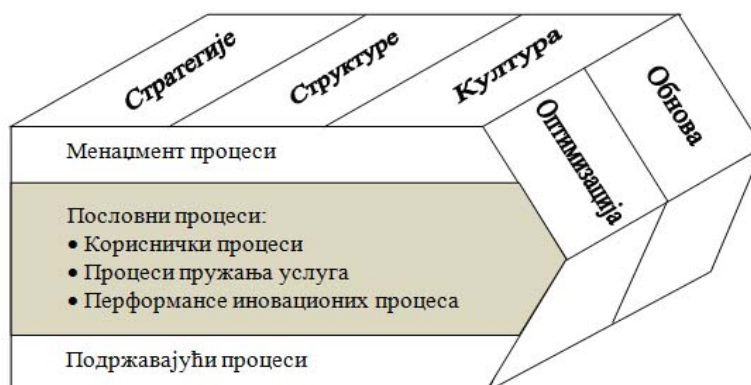 Стратегије
Структуре
Култура
Оптимизација
Обнова
Менаџмент процеси
Пословни процеси:
• Кориснички процеси
• Процеси пружања услуга
• Перформансе иновационих процеса
Подржавајући процеси